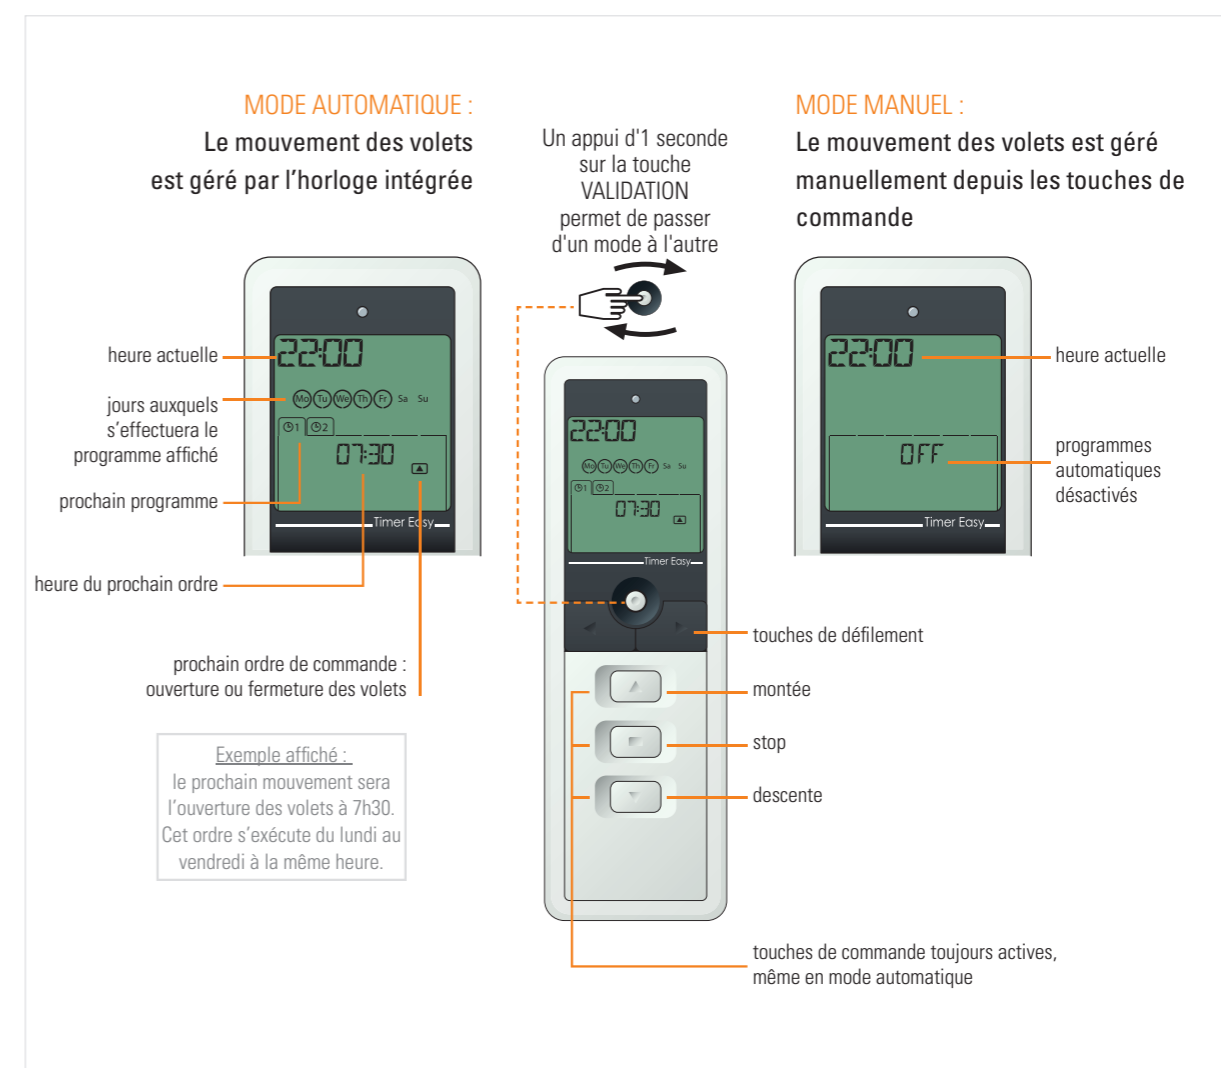 MODE AUTOMATIQUE :
Le mouvement des volets
est géré par l'horloge intégrée
Un appui d'1 seconde
sur la touche
VALIDATION
permet de passer
d'un mode à l'autre
MODE MANUEL :
Le mouvement des volets est géré
manuellement depuis les touches de
commande
heure actuelle
jours auxquels
s'effectuera le
programme affiché
prochain programme
heure du prochain ordre
prochain ordre de commande :
ouverture ou fermeture des volets
22:00
Mo Tu We Th Fr Sa Su
1 2
07:30
Timer Easy
Exemple affiché :
le prochain mouvement sera
l'ouverture des volets à 7h30.
Cet ordre s'exécute du lundi au
vendredi à la même heure.
22:00
Mo Tu We Th Fr Sa Su
1 2
07:30
Timer Easy
touches de défilement
montée
stop
descente
touches de commande toujours actives,
même en mode automatique
22:00
OFF
Timer Easy
heure actuelle
programmes
automatiques
désactivés